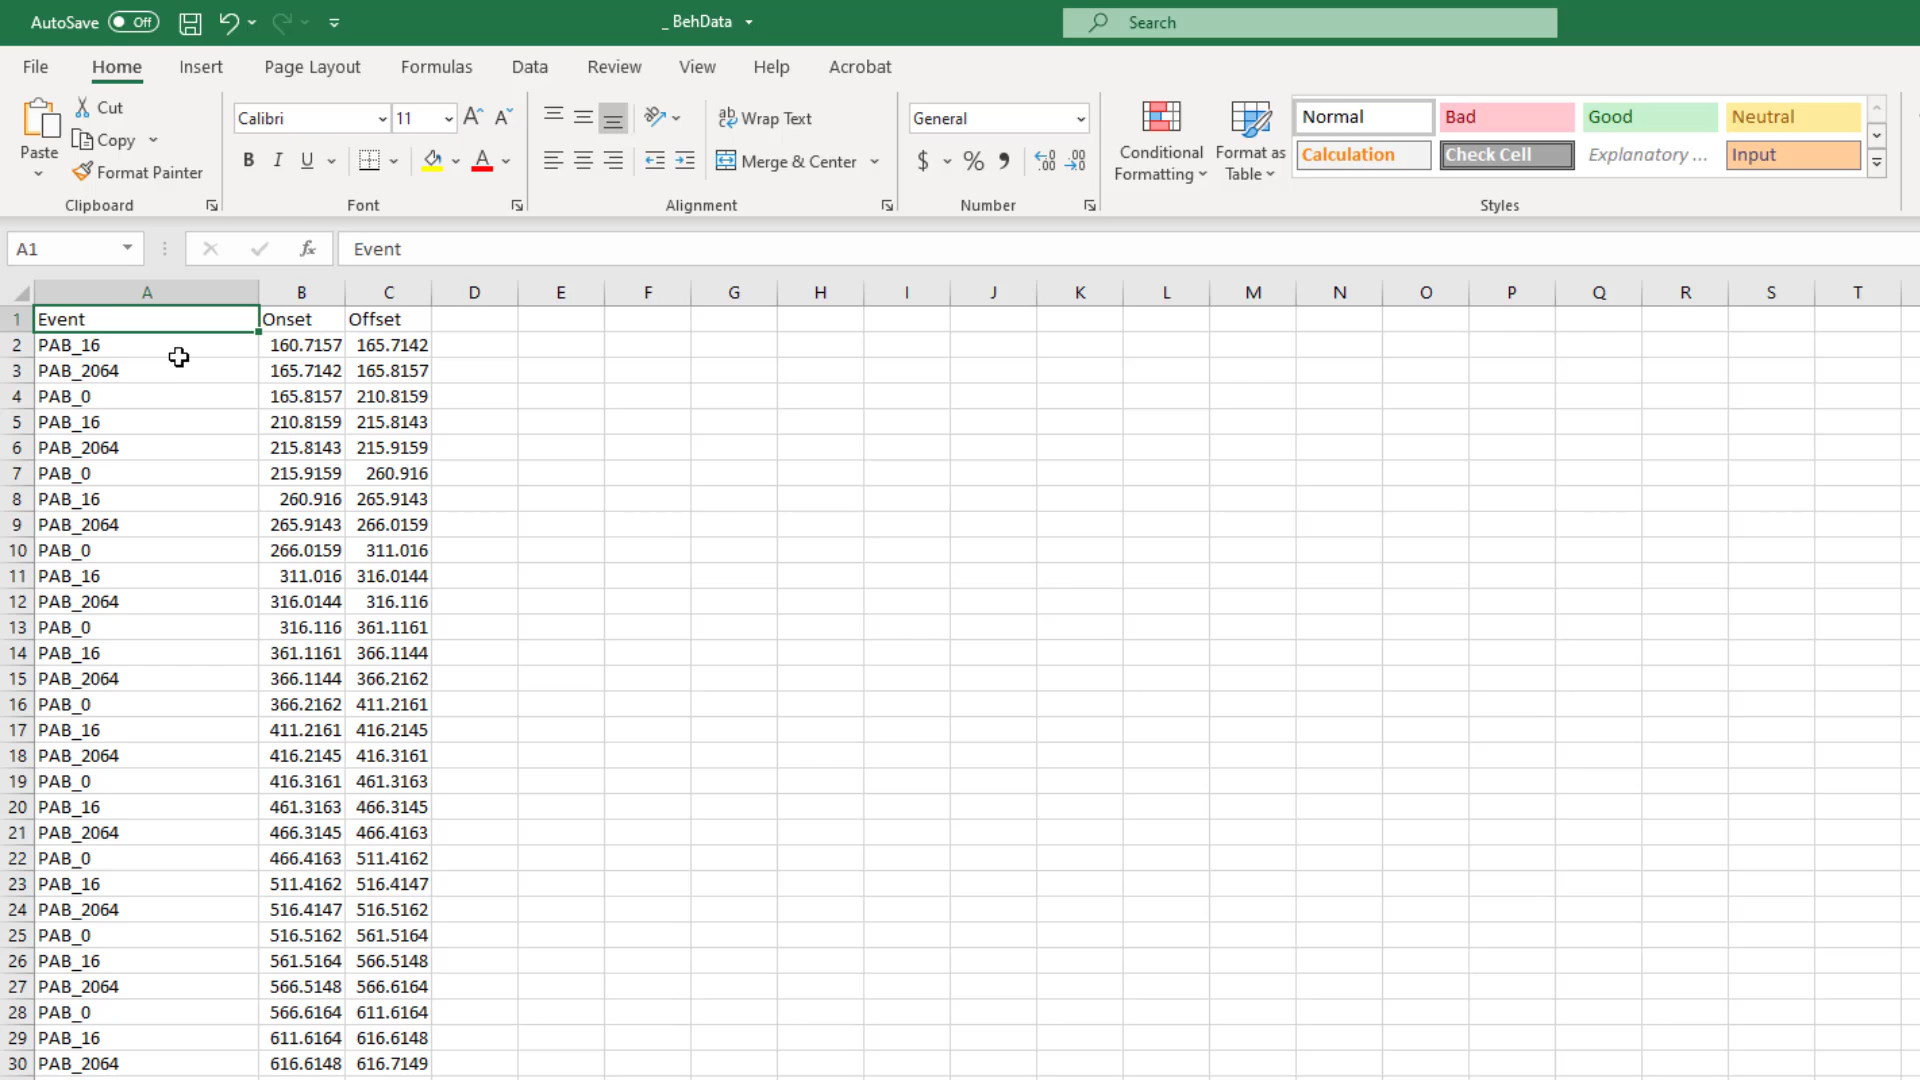 AutoSave Off _ BehData Search
File Home Insert Page Layout Formulas Data Review View Help Acrobat
Paste Cut Copy Format Painter Clipboard
Calibri 11 B I U A A A Font
ab Wrap Text Merge & Center Alignment
General $ % Number
Conditional Formatting Format as Table
Normal Bad Good Neutral
Calculation Check Cell Explanatory ... Input
Styles
A1 fx Event
A B C D E F G H I J K L M N O P Q R S T
1 Event Onset Offset
2 PAB_16 160.7157 165.7142
3 PAB_2064 165.7142 165.8157
4 PAB_0 165.8157 210.8159
5 PAB_16 210.8159 215.8143
6 PAB_2064 215.8143 215.9159
7 PAB_0 215.9159 260.916
8 PAB_16 260.916 265.9143
9 PAB_2064 265.9143 266.0159
10 PAB_0 266.0159 311.016
11 PAB_16 311.016 316.0144
12 PAB_2064 316.0144 316.116
13 PAB_0 316.116 361.1161
14 PAB_16 361.1161 366.1144
15 PAB_2064 366.1144 366.2162
16 PAB_0 366.2162 411.2161
17 PAB_16 411.2161 416.2145
18 PAB_2064 416.2145 416.3161
19 PAB_0 416.3161 461.3163
20 PAB_16 461.3163 466.3145
21 PAB_2064 466.3145 466.4163
22 PAB_0 466.4163 511.4162
23 PAB_16 511.4162 516.4147
24 PAB_2064 516.4147 516.5162
25 PAB_0 516.5162 561.5164
26 PAB_16 561.5164 566.5148
27 PAB_2064 566.5148 566.6164
28 PAB_0 566.6164 611.6164
29 PAB_16 611.6164 616.6148
30 PAB_2064 616.6148 616.7149